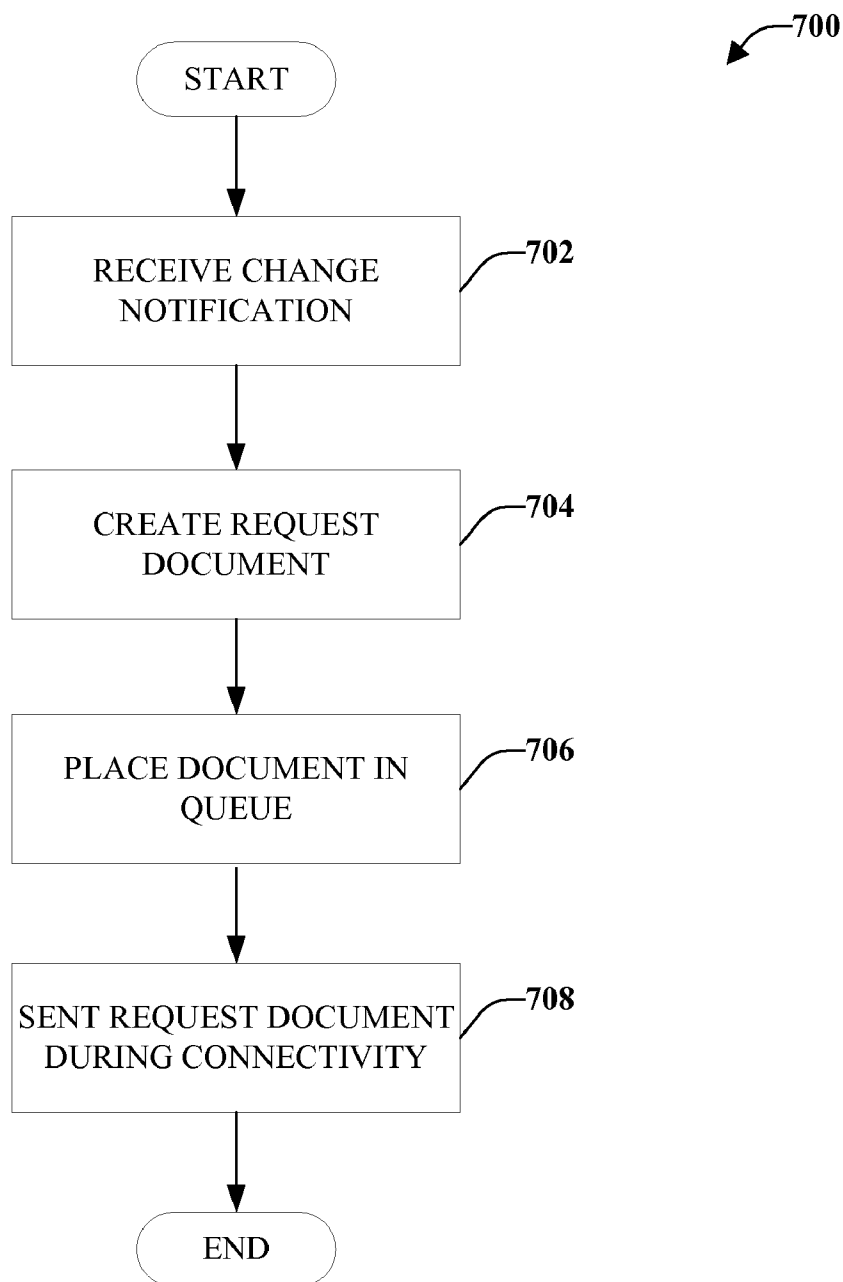 700
START
RECEIVE CHANGE
NOTIFICATION
702
CREATE REQUEST
DOCUMENT
704
PLACE DOCUMENT IN
QUEUE
706
SENT REQUEST DOCUMENT
DURING CONNECTIVITY
708
END